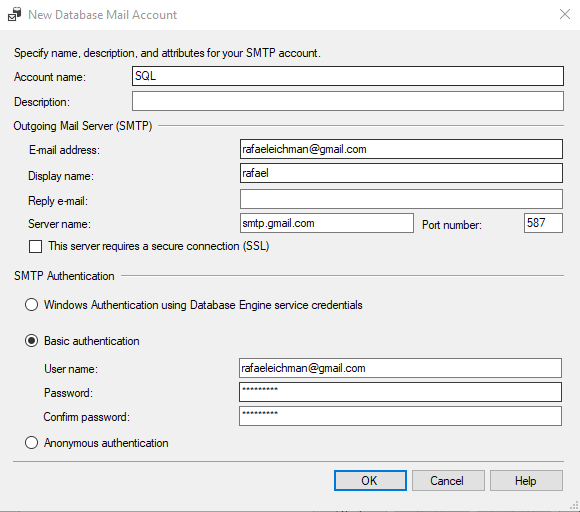 New Database Mail Account
Specify name, description, and attributes for your SMTP account.
Account name: SQL
Description:
Outgoing Mail Server (SMTP)
E-mail address: rafaeleichman@gmail.com
Display name: rafael
Reply e-mail:
Server name: smtp.gmail.com Port number: 587
This server requires a secure connection (SSL)
SMTP Authentication
Windows Authentication using Database Engine service credentials
Basic authentication
User name: rafaeleichman@gmail.com
Password: *********
Confirm password: *********
Anonymous authentication
OK Cancel Help